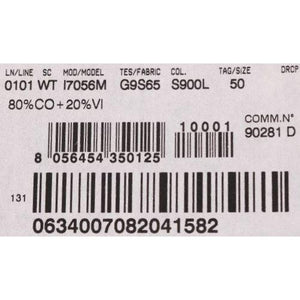 LN/LINE SC MOD/MODEL TES/FABRIC COL. TAG/SIZE DRCP
0101 WT I7056M G9S65 S900L 50
80%CO+20%VI
COMM.N°
10001 90281 D
8 056454 350125
131
0634007082041582